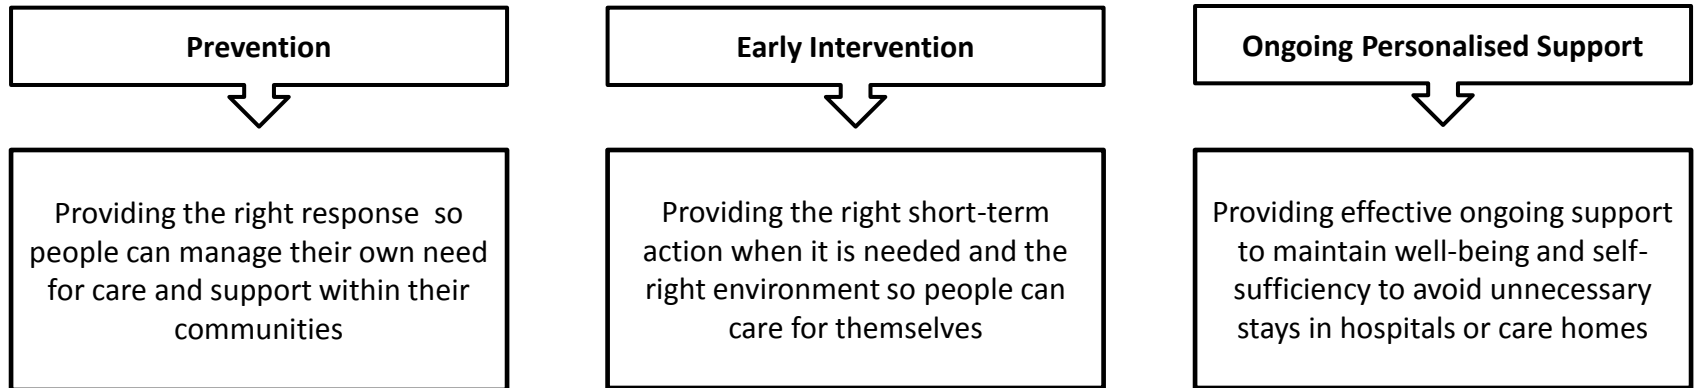 Prevention
Providing the right response  so
people can manage their own need
for care and support within their
communities
Early Intervention
Providing the right short-term
action when it is needed and the
right environment so people can
care for themselves
Ongoing Personalised Support
Providing effective ongoing support
to maintain well-being and self-
sufficiency to avoid unnecessary
stays in hospitals or care homes